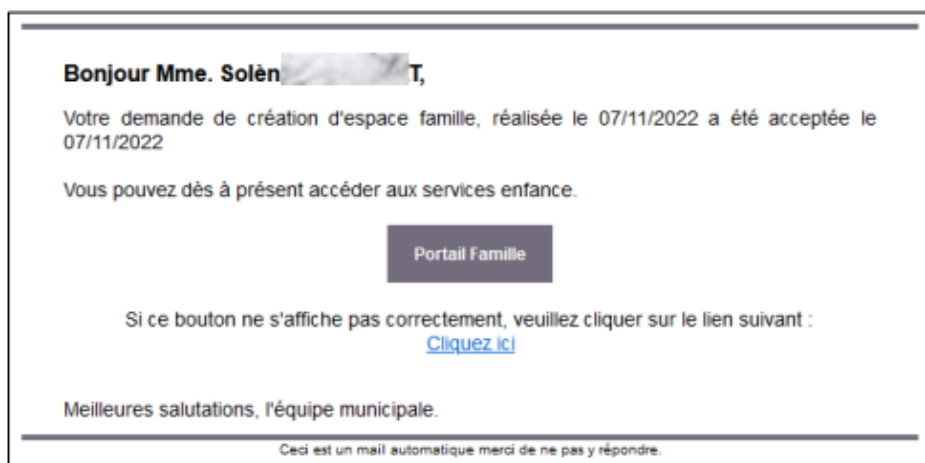 Bonjour Mme. Solèn T,
Votre demande de création d'espace famille, réalisée le 07/11/2022 a été acceptée le
07/11/2022
Vous pouvez dès à présent accéder aux services enfance.
Portail Famille
Si ce bouton ne s'affiche pas correctement, veuillez cliquer sur le lien suivant :
Cliquez ici
Meilleures salutations, l'équipe municipale.
Ceci est un mail automatique merci de ne pas y répondre.